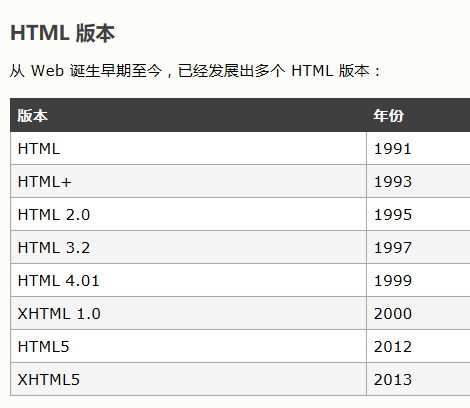 HTML 版本
从 Web 诞生早期至今，已经发展出多个 HTML 版本：
版本 年份
HTML 1991
HTML+ 1993
HTML 2.0 1995
HTML 3.2 1997
HTML 4.01 1999
XHTML 1.0 2000
HTML5 2012
XHTML5 2013